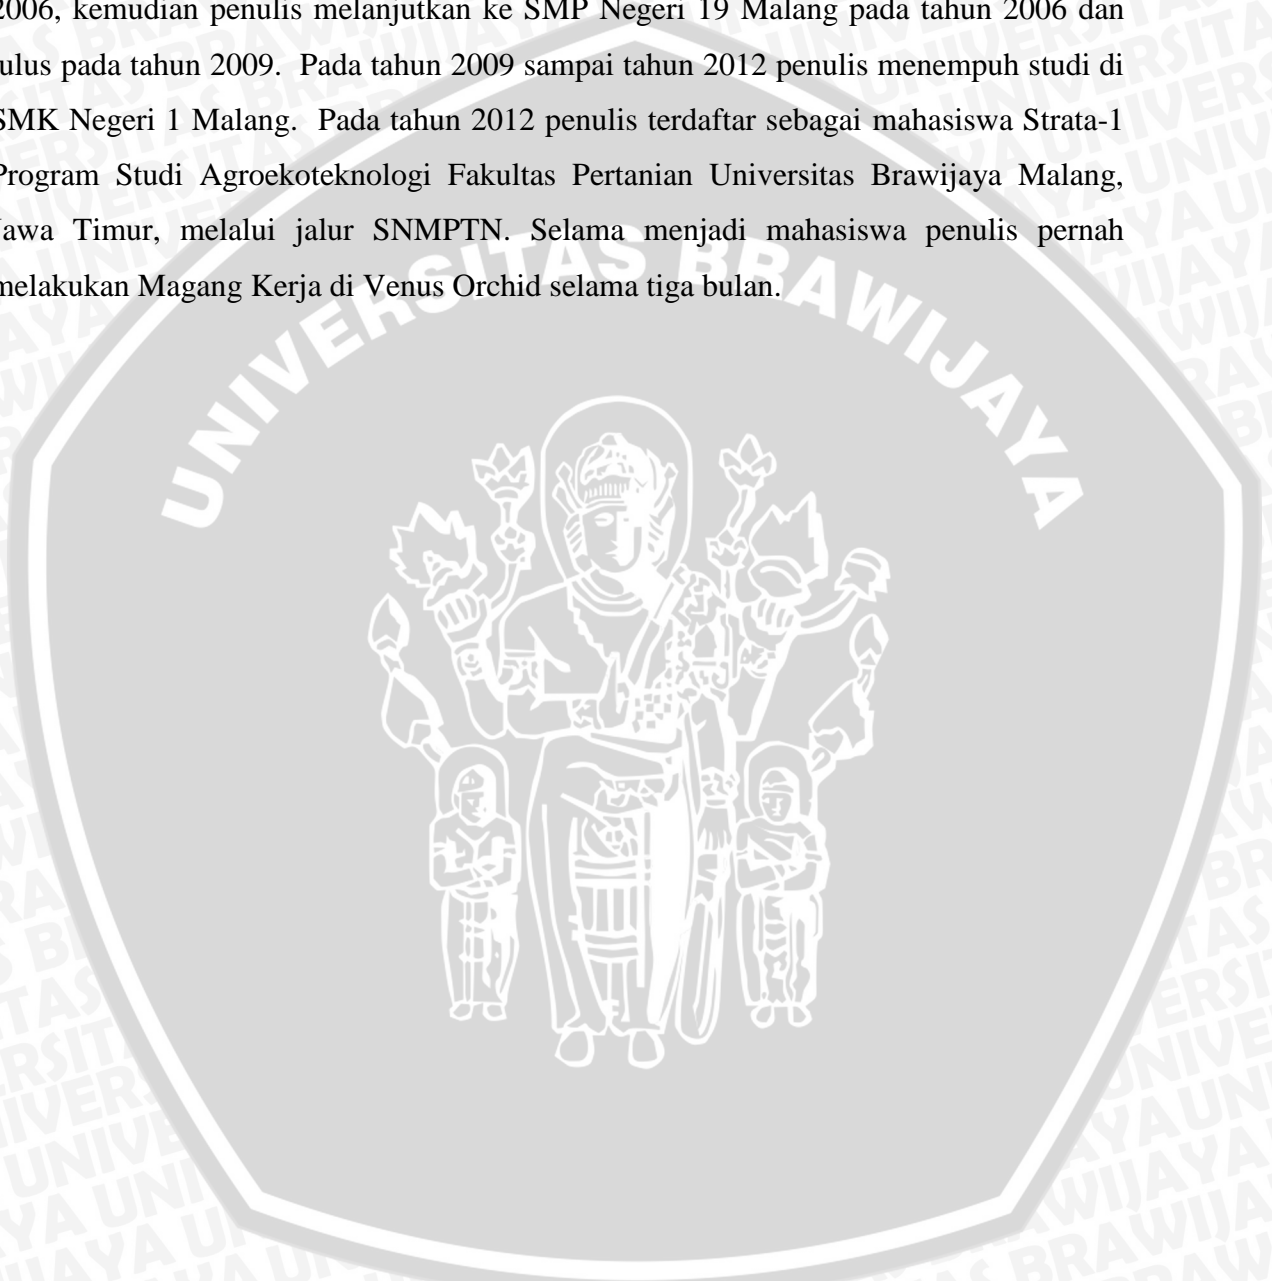 2006, kemudian penulis melanjutkan ke SMP Negeri 19 Malang pada tahun 2006 dan
lulus pada tahun 2009. Pada tahun 2009 sampai tahun 2012 penulis menempuh studi di
SMK Negeri 1 Malang. Pada tahun 2012 penulis terdaftar sebagai mahasiswa Strata-1
Program Studi Agroekoteknologi Fakultas Pertanian Universitas Brawijaya Malang,
Jawa Timur, melalui jalur SNMPTN. Selama menjadi mahasiswa penulis pernah
melakukan Magang Kerja di Venus Orchid selama tiga bulan.
UNIVERSITAS BRAWIJAYA